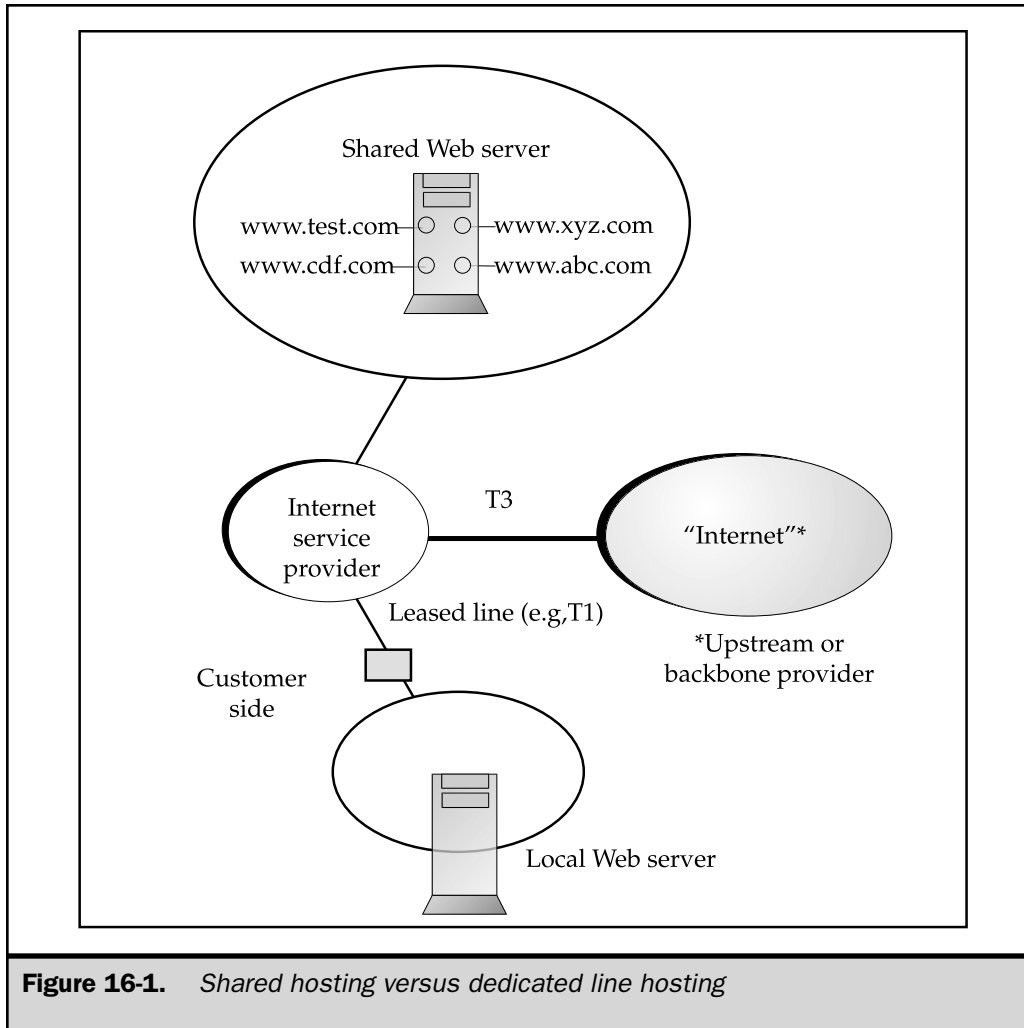 Shared Web server
www.test.com
www.xyz.com
www.cdf.com
www.abc.com
Internet
service
provider
T3
“Internet”*
Leased line (e.g,T1)
*Upstream or
backbone provider
Customer
side
Local Web server
Figure 16-1. Shared hosting versus dedicated line hosting